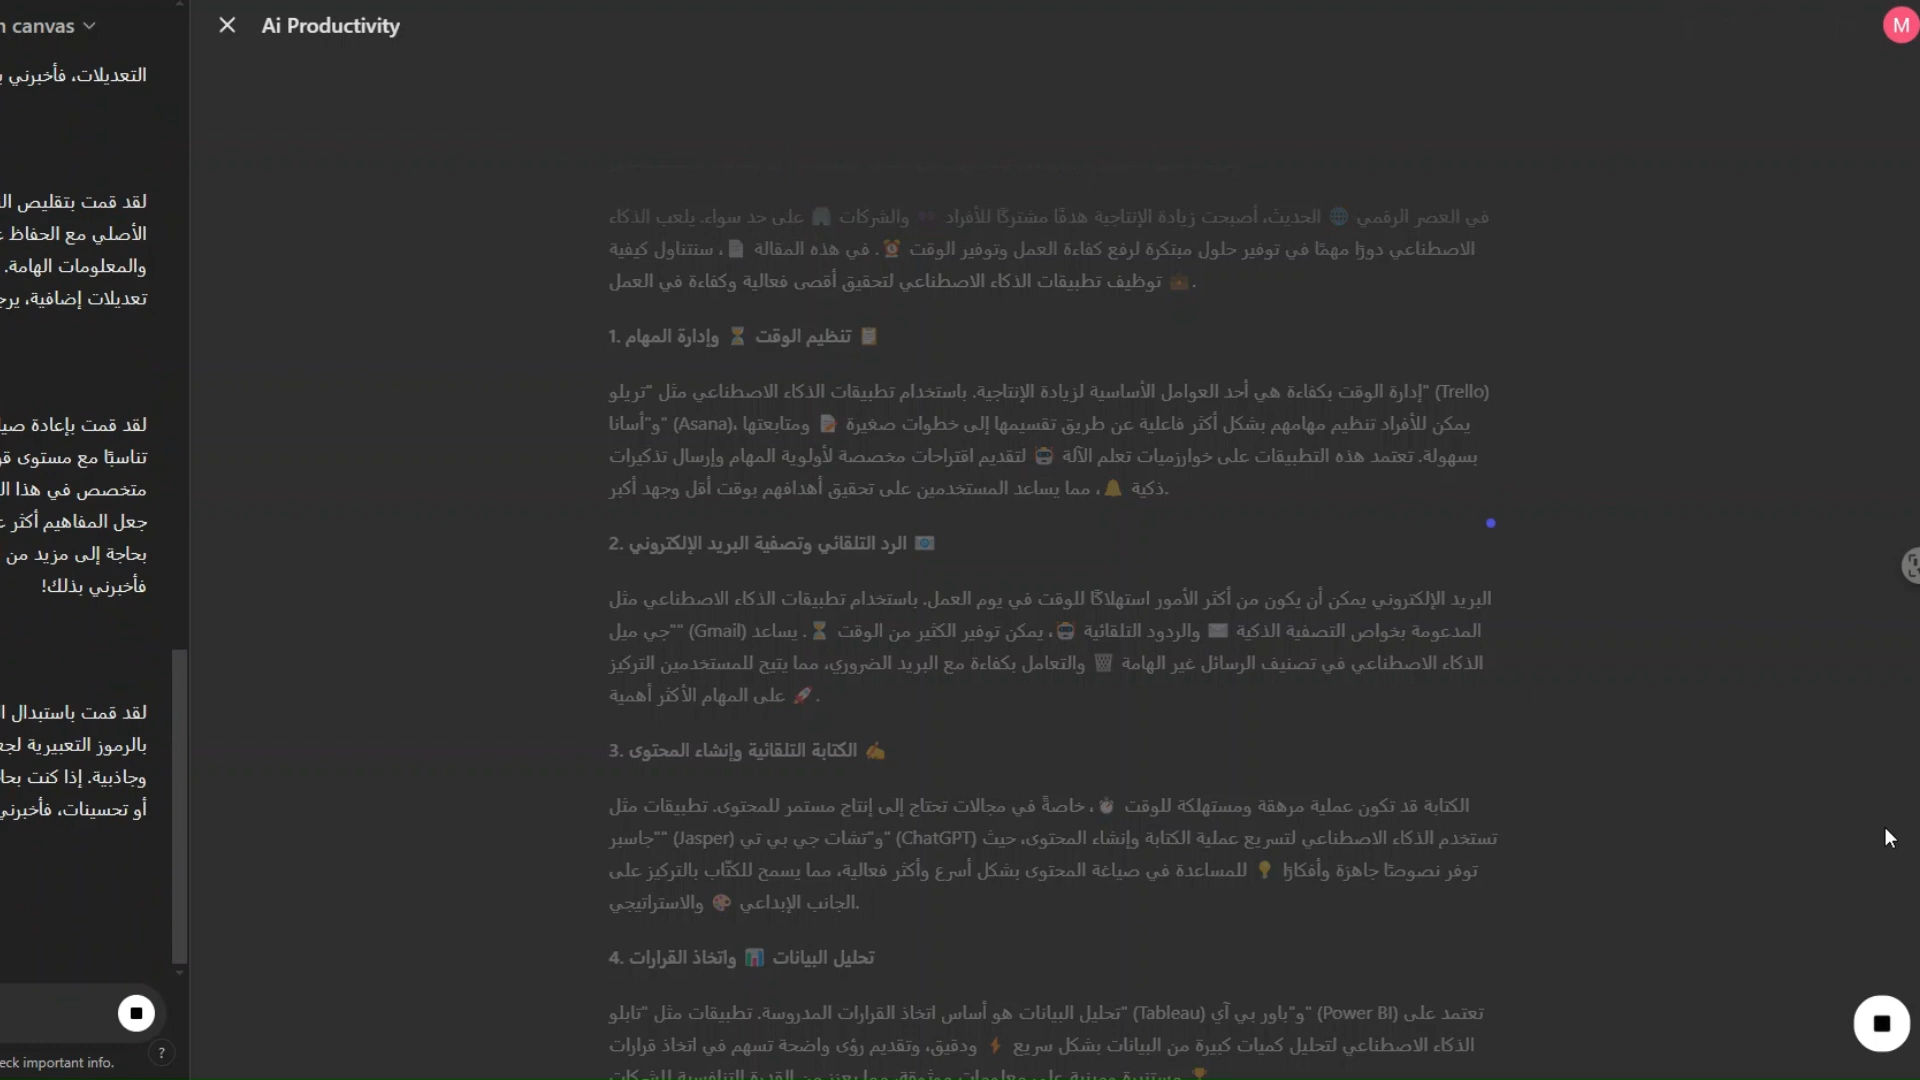 n canvas
Ai Productivity
M
التعديلات، فأخبرني ب
لقد قمت بتقليص ال
الأصلي مع الحفاظ ع
والمعلومات الهامة.
تعديلات إضافية، يرج
لقد قمت بإعادة صيا
تناسبًا مع مستوى قر
متخصص في هذا ال
جعل المفاهيم أكثر ع
بحاجة إلى مزيد من
فأخبرني بذلك!
لقد قمت باستبدال ا
بالرموز التعبيرية لجع
وجاذبية. إذا كنت بحا
أو تحسينات، فأخبرني
eck important info.
?
في العصر الرقمي 🌐 الحديث، أصبحت زيادة الإنتاجية هدفًا مشتركًا للأفراد 👥 والشركات 🏢 على حد سواء. يلعب الذكاء
الاصطناعي دورًا مهمًا في توفير حلول مبتكرة لرفع كفاءة العمل وتوفير الوقت ⏰. في هذه المقالة 📄، سنتناول كيفية
توظيف تطبيقات الذكاء الاصطناعي لتحقيق أقصى فعالية وكفاءة في العمل 💼.
1. تنظيم الوقت ⏳ وإدارة المهام 📋
إدارة الوقت بكفاءة هي أحد العوامل الأساسية لزيادة الإنتاجية. باستخدام تطبيقات الذكاء الاصطناعي مثل "تريلو" (Trello)
و"أسانا" (Asana)، يمكن للأفراد تنظيم مهامهم بشكل أكثر فاعلية عن طريق تقسيمها إلى خطوات صغيرة 📝 ومتابعتها
بسهولة. تعتمد هذه التطبيقات على خوارزميات تعلم الآلة 🤖 لتقديم اقتراحات مخصصة لأولوية المهام وإرسال تذكيرات
ذكية 🔔، مما يساعد المستخدمين على تحقيق أهدافهم بوقت أقل وجهد أكبر.
2. الرد التلقائي وتصفية البريد الإلكتروني 📧
البريد الإلكتروني يمكن أن يكون من أكثر الأمور استهلاكًا للوقت في يوم العمل. باستخدام تطبيقات الذكاء الاصطناعي مثل
"جي ميل" (Gmail) المدعومة بخواص التصفية الذكية ✉️ والردود التلقائية 🤖، يمكن توفير الكثير من الوقت ⏳. يساعد
الذكاء الاصطناعي في تصنيف الرسائل غير الهامة 🗑️ والتعامل بكفاءة مع البريد الضروري، مما يتيح للمستخدمين التركيز
على المهام الأكثر أهمية 🚀.
3. الكتابة التلقائية وإنشاء المحتوى ✍️
الكتابة قد تكون عملية مرهقة ومستهلكة للوقت ⏱️، خاصةً في مجالات تحتاج إلى إنتاج مستمر للمحتوى. تطبيقات مثل
"جاسبر" (Jasper) و"تشات جي بي تي" (ChatGPT) تستخدم الذكاء الاصطناعي لتسريع عملية الكتابة وإنشاء المحتوى، حيث
توفر نصوصًا جاهزة وأفكارًا 💡 للمساعدة في صياغة المحتوى بشكل أسرع وأكثر فعالية، مما يسمح للكتّاب بالتركيز على
الجانب الإبداعي 🎨 والاستراتيجي.
4. تحليل البيانات 📊 واتخاذ القرارات
تحليل البيانات هو أساس اتخاذ القرارات المدروسة. تطبيقات مثل "تابلو" (Tableau) و"باور بي آي" (Power BI) تعتمد على
الذكاء الاصطناعي لتحليل كميات كبيرة من البيانات بشكل سريع ⚡ ودقيق، وتقديم رؤى واضحة تسهم في اتخاذ قرارات
مستنيرة ومبنية على معلومات موثوقة، مما يعزز من القدرة التنافسية للشركات 🏆